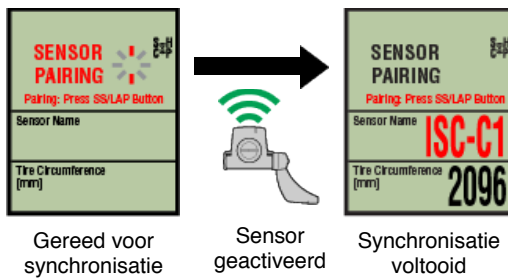 SENSOR
PAIRING
Pairing: Press SS/LAP Button
Sensor Name
Tire Circumference
[mm]
Gereed voor
synchronisatie
Sensor
geactiveerd
SENSOR
PAIRING
Pairing: Press SS/LAP Button
Sensor Name
ISC-C1
Tire Circumference
[mm]
2096
Synchronisatie
voltooid